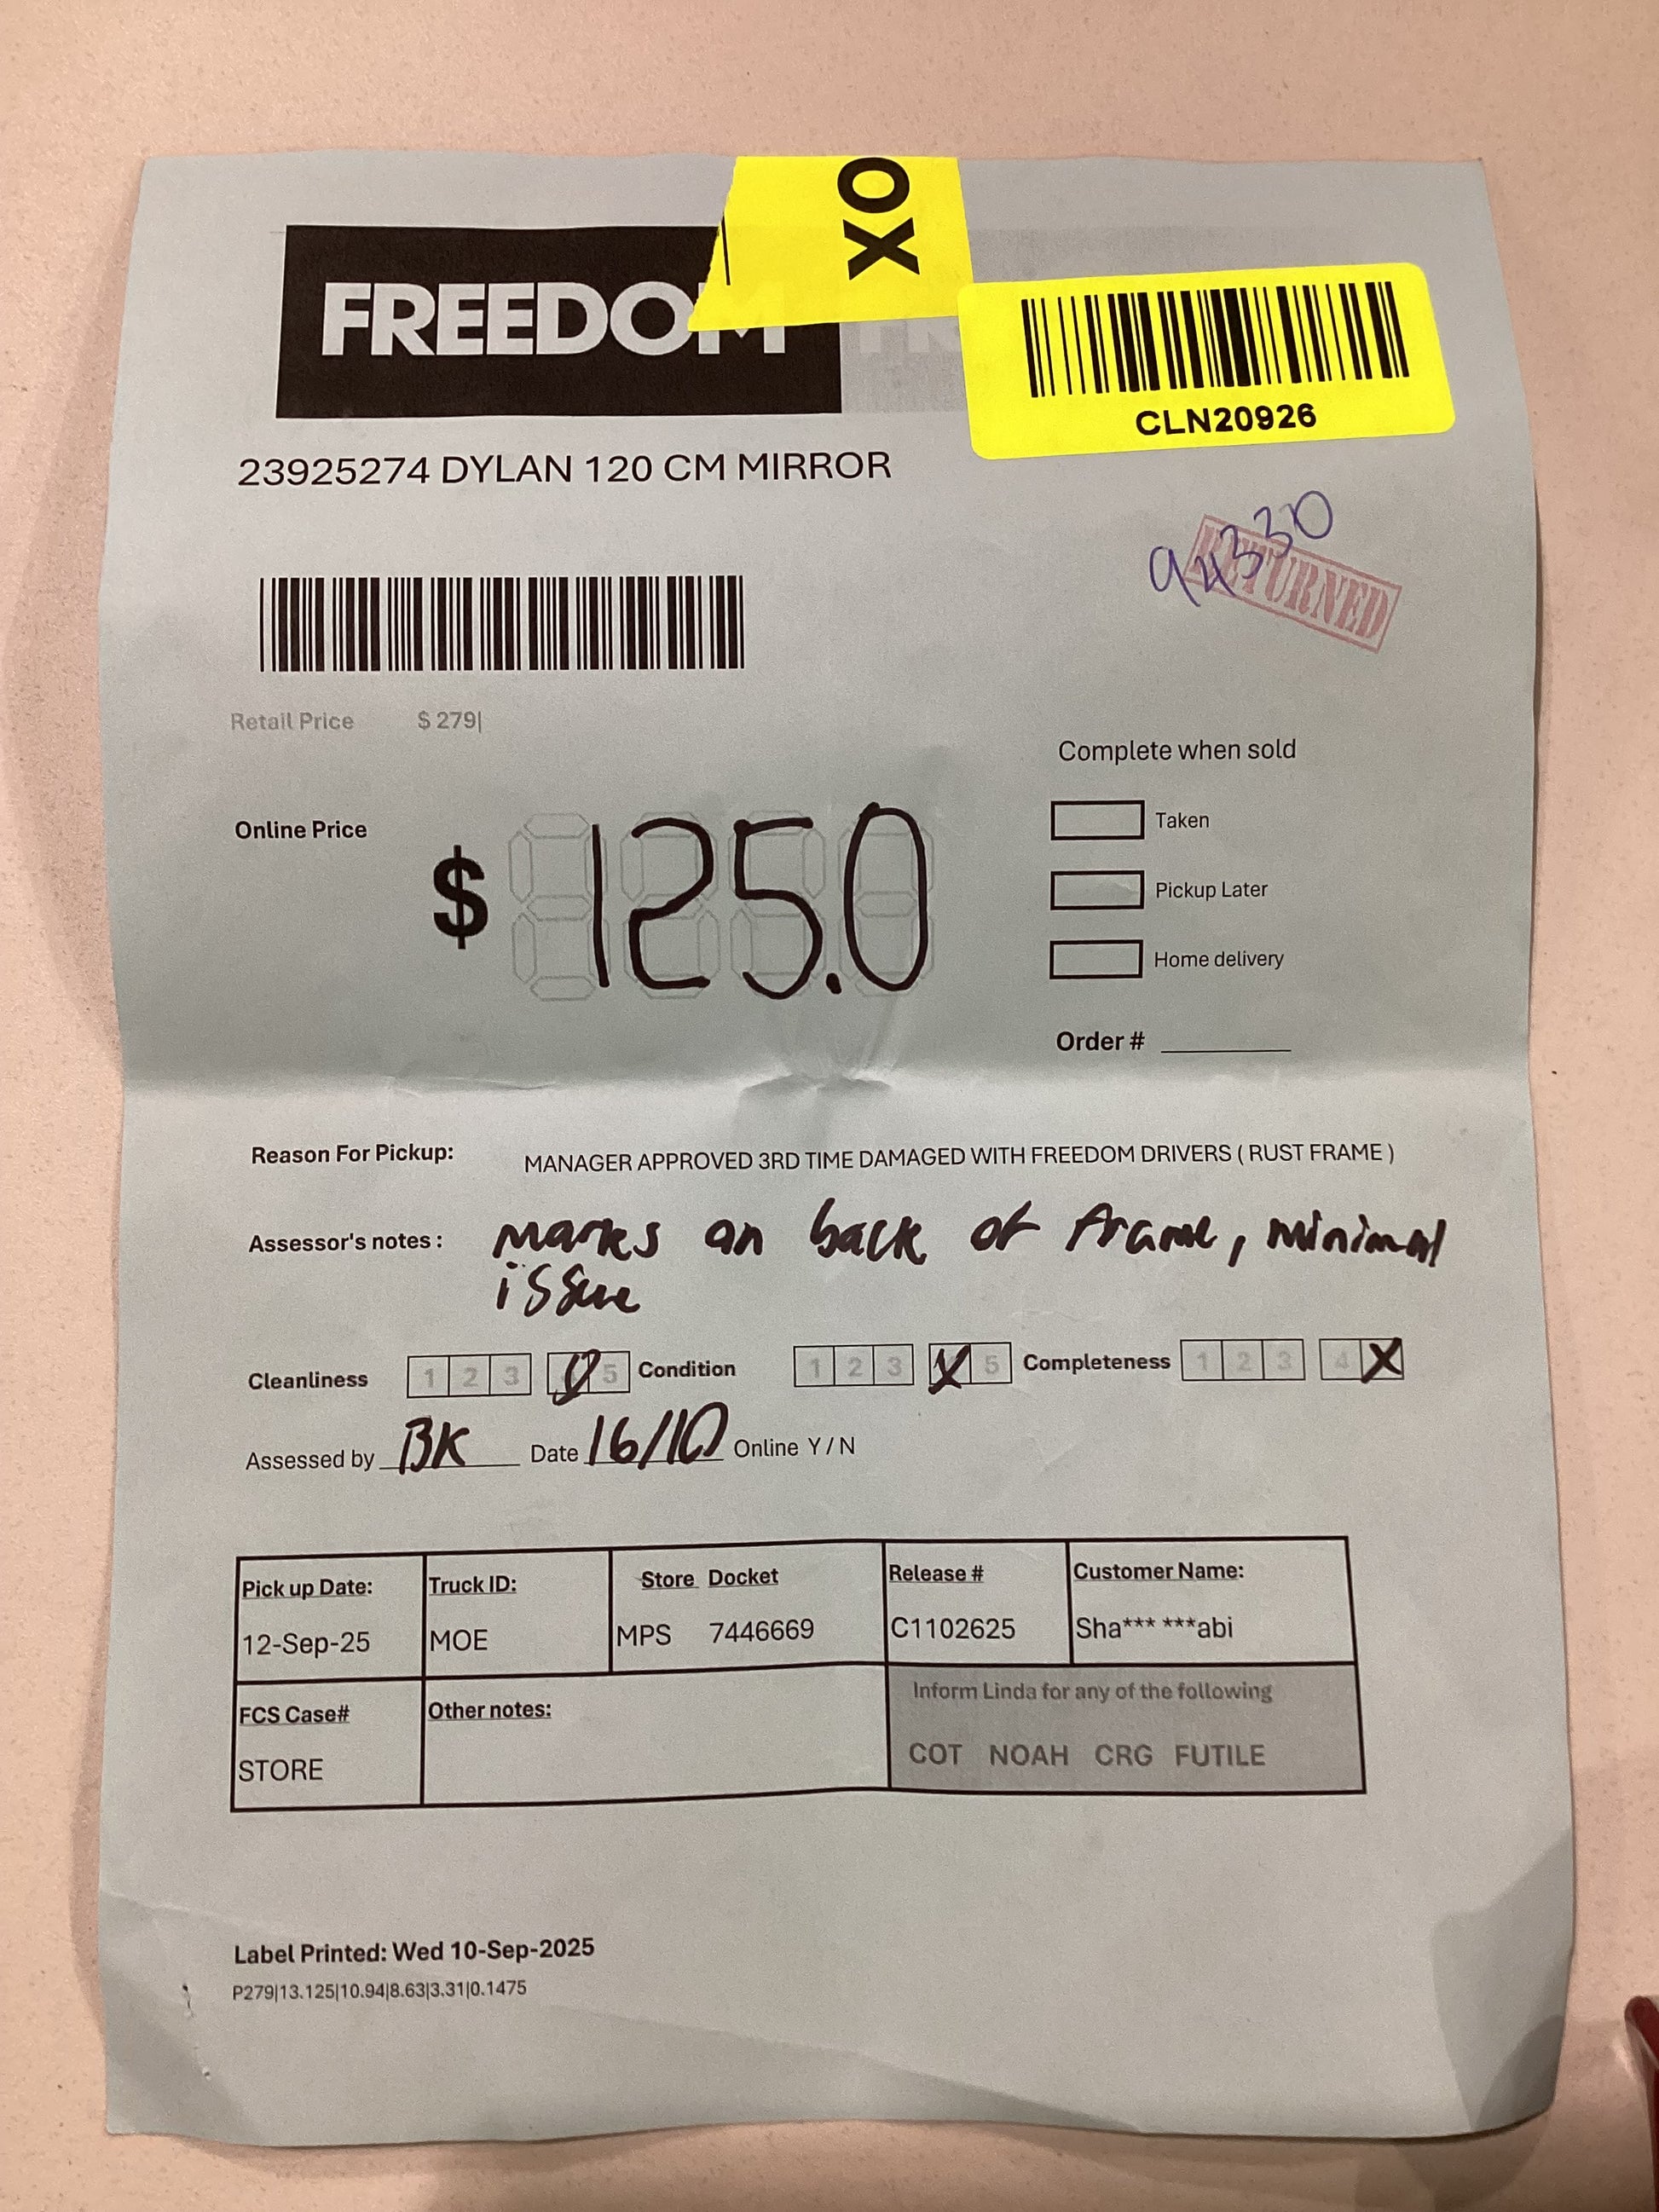 OX
FREEDOM
CLN20926
23925274 DYLAN 120 CM MIRROR
94330
RETURNED
Retail Price $ 279|
Complete when sold
Online Price $ 125.0
Taken
Pickup Later
Home delivery
Order #
Reason For Pickup: MANAGER APPROVED 3RD TIME DAMAGED WITH FREEDOM DRIVERS ( RUST FRAME )
Assessor's notes : Marks on back of frame, minimal
issue
Cleanliness 1 2 3 5 Condition 1 2 3 5 Completeness 1 2 3 4
Assessed by BK Date 16/10 Online Y / N
Pick up Date: Truck ID: Store Docket Release # Customer Name:
12-Sep-25 MOE MPS 7446669 C1102625 Sha*** ***abi
FCS Case# Other notes: Inform Linda for any of the following
STORE COT NOAH CRG FUTILE
Label Printed: Wed 10-Sep-2025
P279|13.125|10.94|8.63|3.31|0.1475